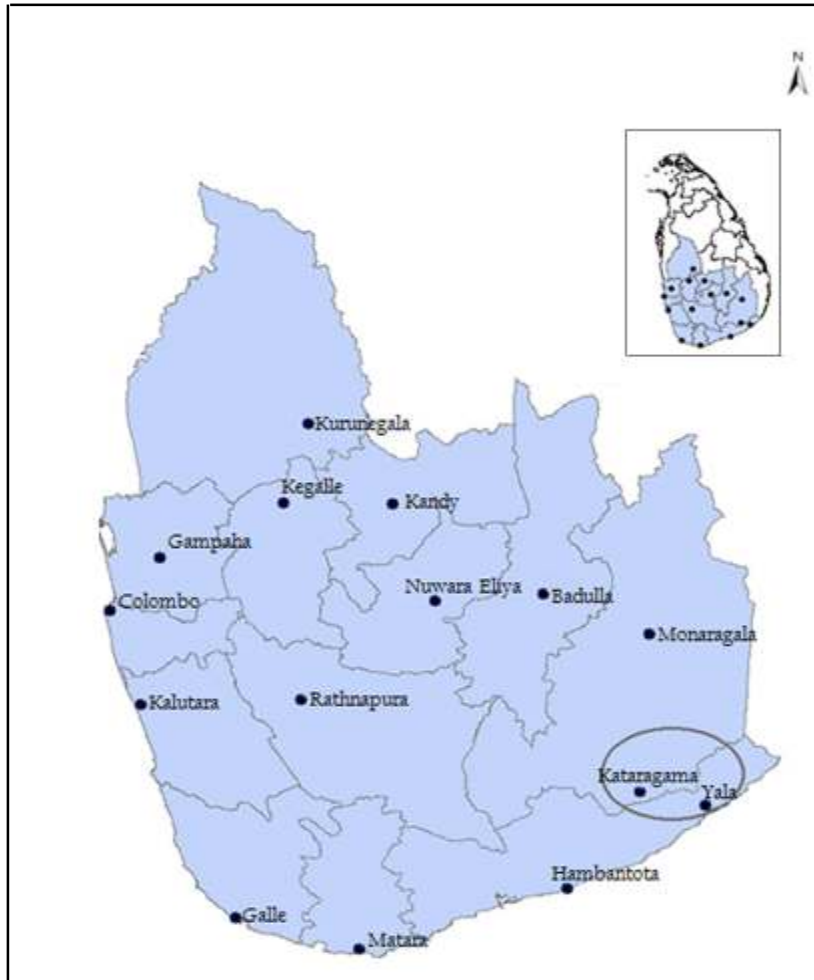 N
Kurunegala
Kegalle
Kandy
Gampaha
Nuwara Eliya
Badulla
Colombo
Monaragala
Kalutara
Rathnapura
Kataragama
Yala
Hambantota
Galle
Matara